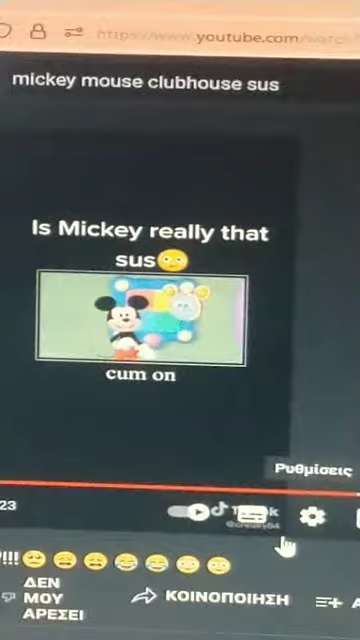 https://www.youtube.com/watch?
mickey mouse clubhouse sus
Is Mickey really that
sus😳
cum on
Ρυθμίσεις
23
TikTok
!!!🥺😩😩😂😂😳😳
ΔΕΝ
ΜΟΥ
ΑΡΕΣΕΙ
ΚΟΙΝΟΠΟΙΗΣΗ